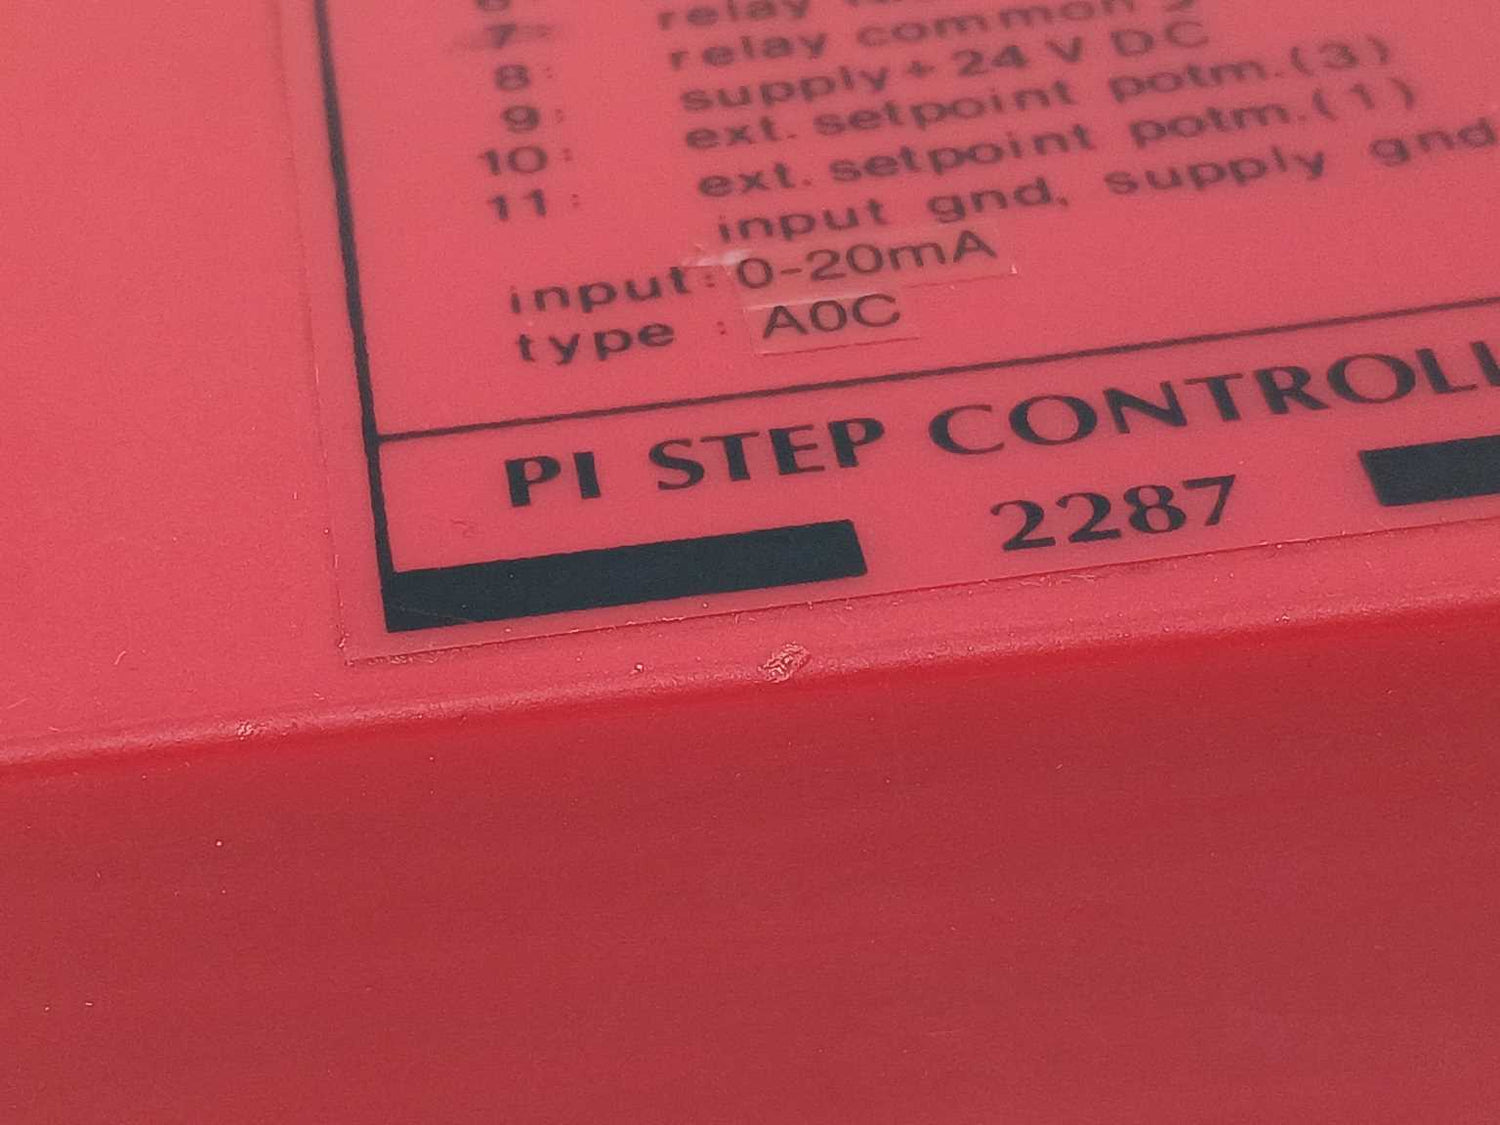 7: relay
8: relay common
9: supply + 24 V DC
10: ext. setpoint potm.(3)
11: ext. setpoint potm.(1)
input gnd, supply gnd
input: 0-20mA
type : A0C
PI STEP
2287